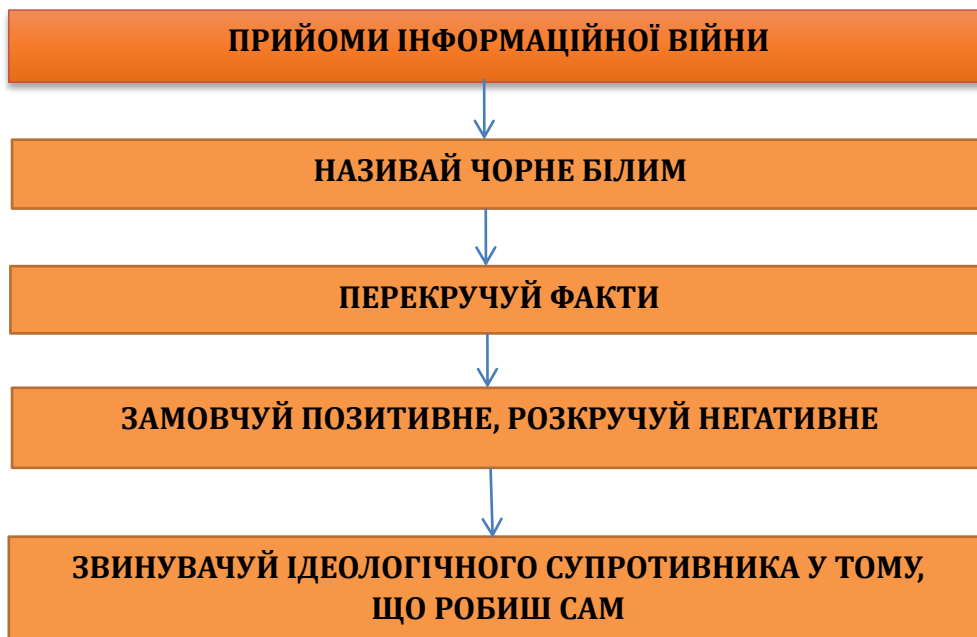 ПРИЙОМИ ІНФОРМАЦІЙНОЇ ВІЙНИ
НАЗИВАЙ ЧОРНЕ БІЛИМ
ПЕРЕКРУЧУЙ ФАКТИ
ЗАМОВЧУЙ ПОЗИТИВНЕ, РОЗКРУЧУЙ НЕГАТИВНЕ
ЗВИНУВАЧУЙ ІДЕОЛОГІЧНОГО СУПРОТИВНИКА У ТОМУ,
ЩО РОБИШ САМ